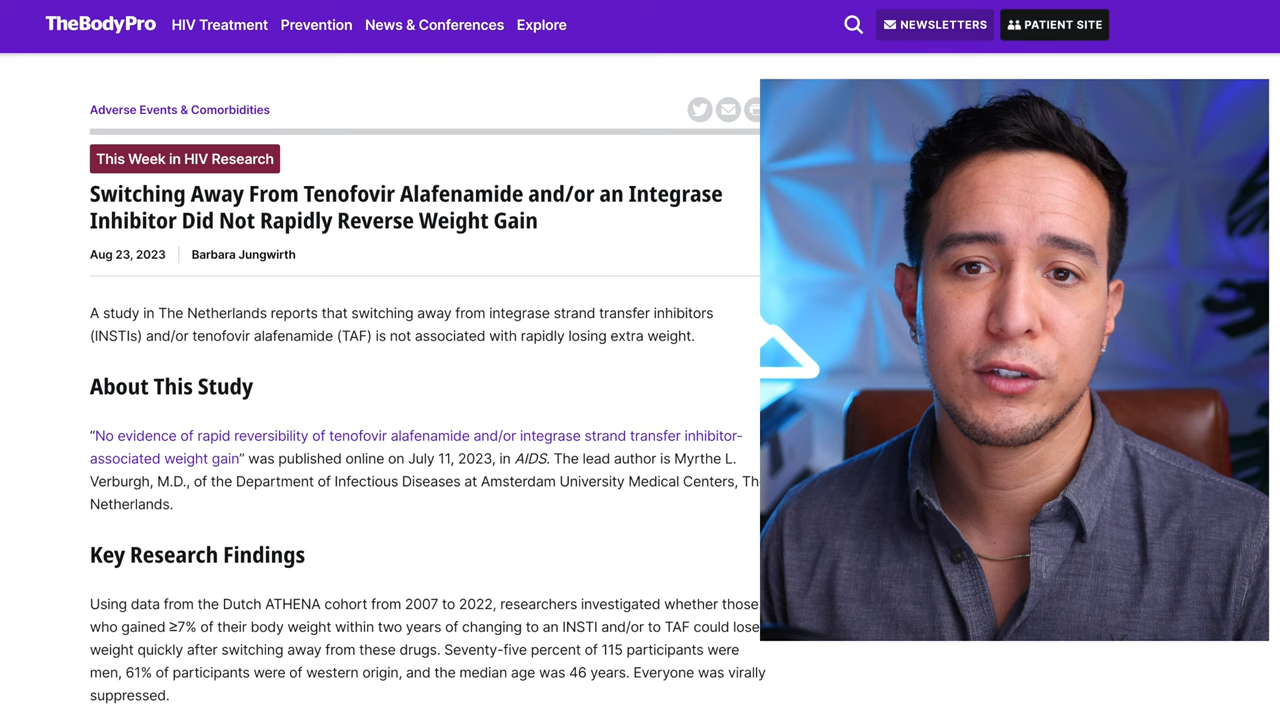 TheBodyPro HIV Treatment Prevention News & Conferences Explore NEWSLETTERS PATIENT SITE
Adverse Events & Comorbidities
This Week in HIV Research
Switching Away From Tenofovir Alafenamide and/or an Integrase
Inhibitor Did Not Rapidly Reverse Weight Gain
Aug 23, 2023 Barbara Jungwirth
A study in The Netherlands reports that switching away from integrase strand transfer inhibitors
(INSTIs) and/or tenofovir alafenamide (TAF) is not associated with rapidly losing extra weight.
About This Study
“No evidence of rapid reversibility of tenofovir alafenamide and/or integrase strand transfer inhibitor-
associated weight gain” was published online on July 11, 2023, in AIDS. The lead author is Myrthe L.
Verburgh, M.D., of the Department of Infectious Diseases at Amsterdam University Medical Centers, Th
Netherlands.
Key Research Findings
Using data from the Dutch ATHENA cohort from 2007 to 2022, researchers investigated whether those
who gained ≥7% of their body weight within two years of changing to an INSTI and/or to TAF could lose
weight quickly after switching away from these drugs. Seventy-five percent of 115 participants were
men, 61% of participants were of western origin, and the median age was 46 years. Everyone was virally
suppressed.